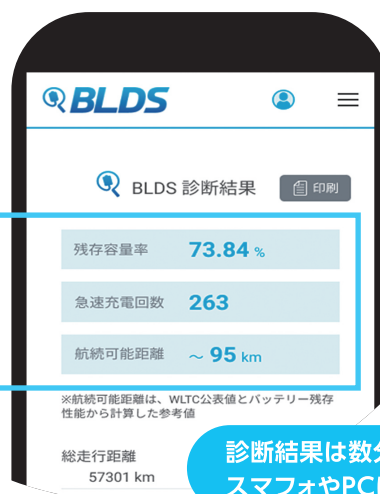 BLDS
BLDS 診断結果
印刷
残存容量率 73.84 %
急速充電回数 263
航続可能距離 ～ 95 km
※航続可能距離は、WLTC公表値とバッテリー残存
性能から計算した参考値
総走行距離
57301 km
診断結果は数分
スマフォやPC